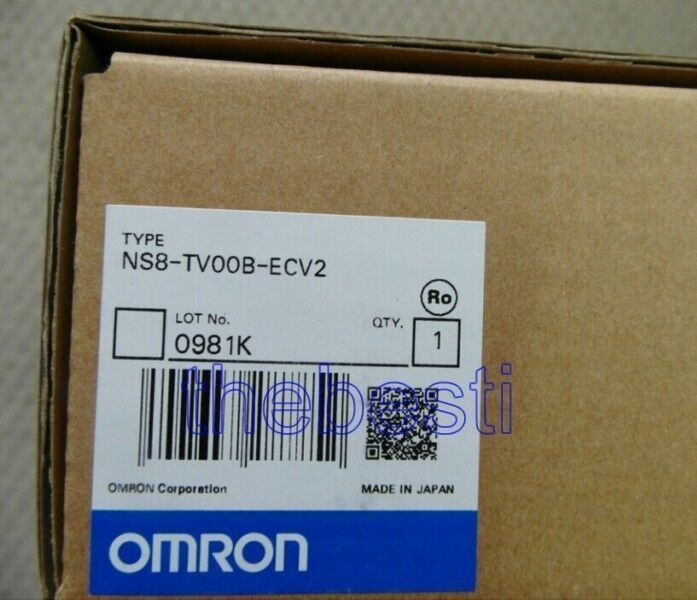 TYPE
NS8-TV00B-ECV2
Ro
LOT No.
QTY.
0981K
1
thebesti
OMRON Corporation
MADE IN JAPAN
OMRON